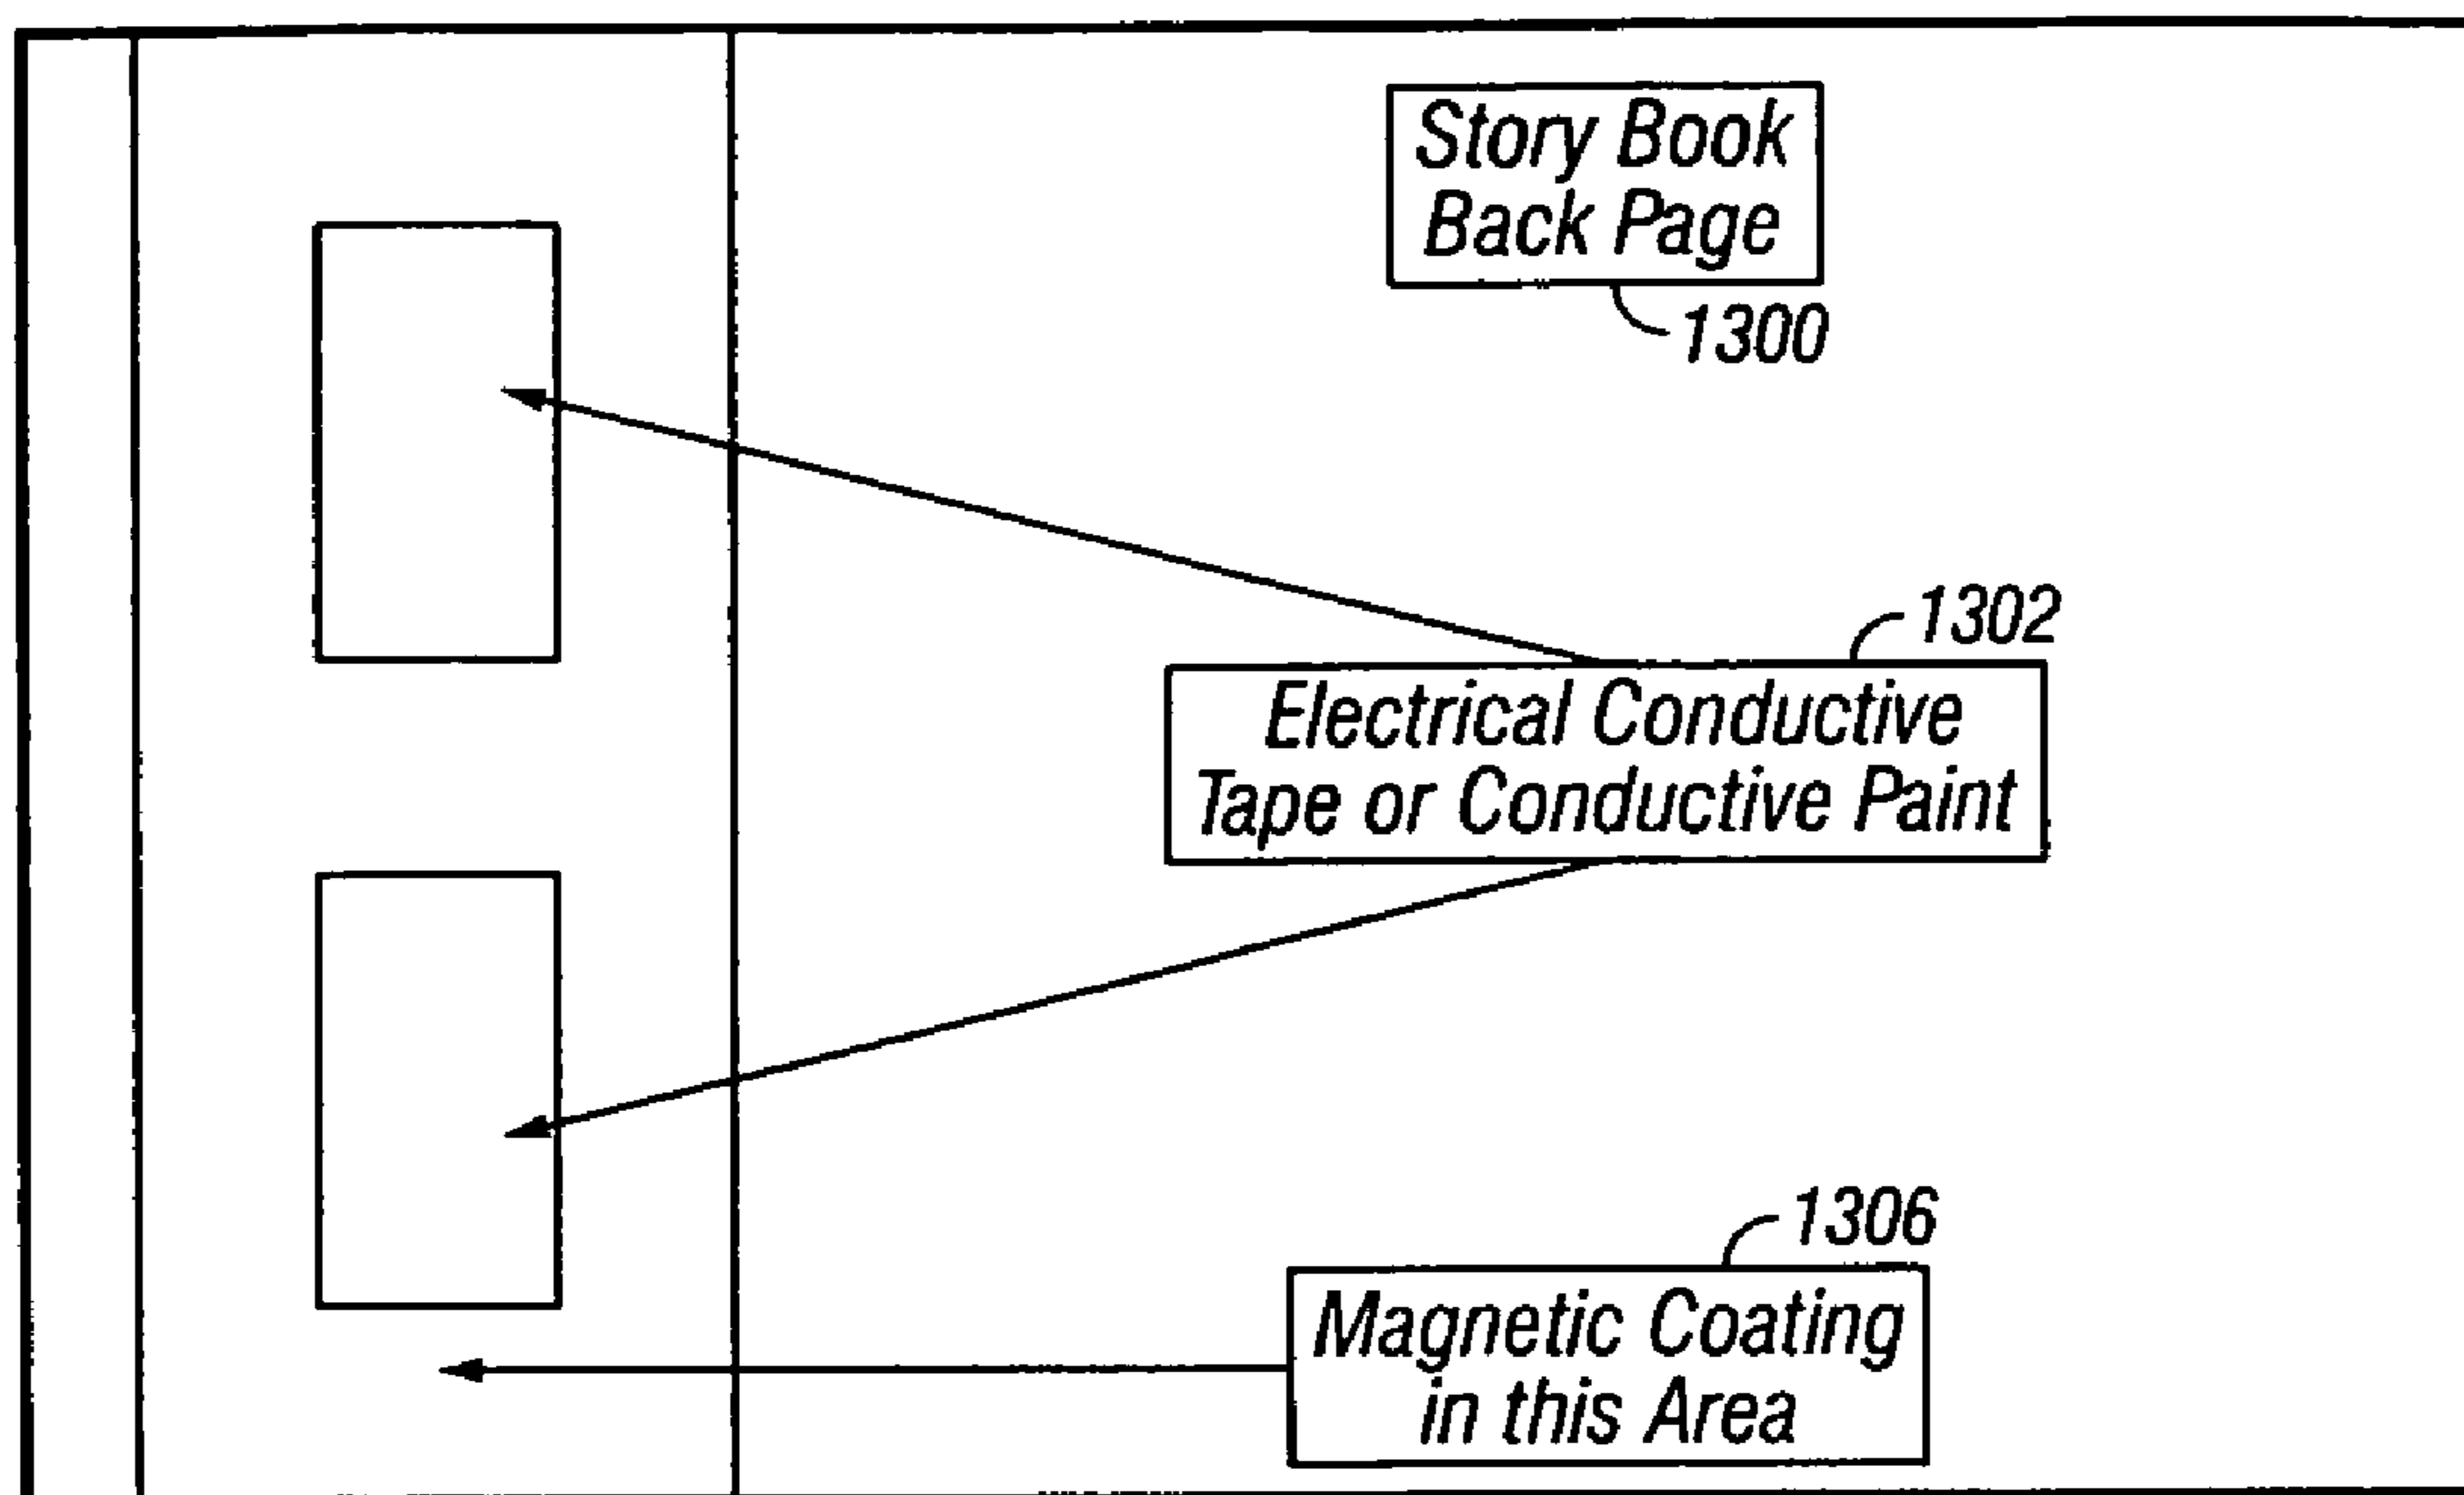 Story Book
Back Page
1300
1302
Electrical Conductive
Tape or Conductive Paint
1306
Magnetic Coating
in this Area